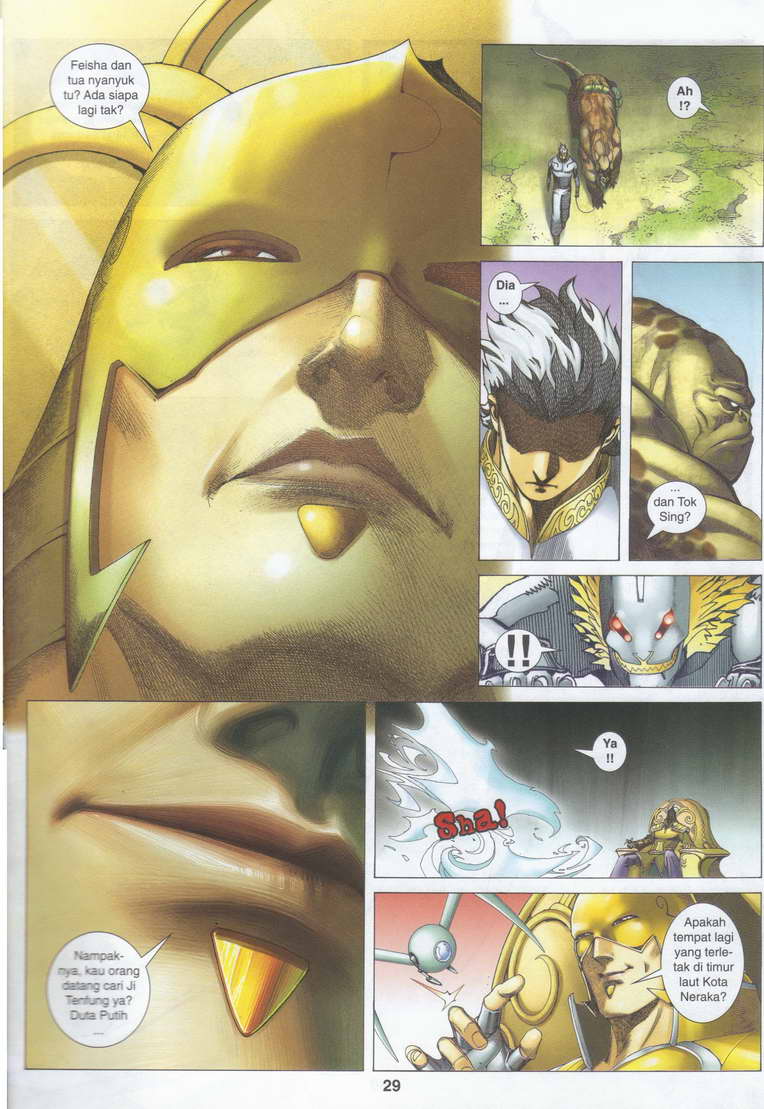 Feisha dan
tua nyanyuk
tu? Ada siapa
lagi tak?
Ah
!?
Dia
...
...
dan Tok
Sing?
!!
Nampak-
nya, kau orang
datang cari Ji
Tenfung ya?
Duta Putih
...
Ya
!!
Sha!
Apakah
tempat lagi
yang terle-
tak di timur
laut Kota
Neraka?
29